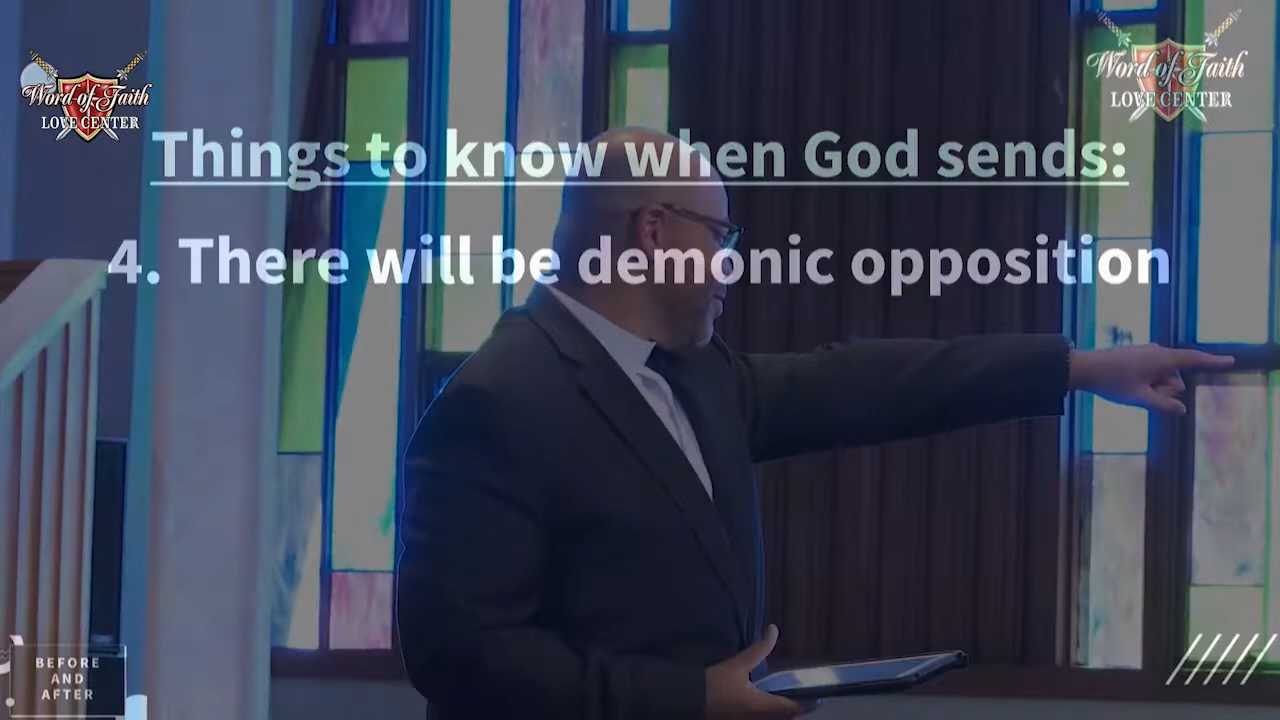 Word of Faith
LOVE CENTER
Word of Faith
LOVE CENTER
Things to know when God sends:
4. There will be demonic opposition
BEFORE
AND
AFTER